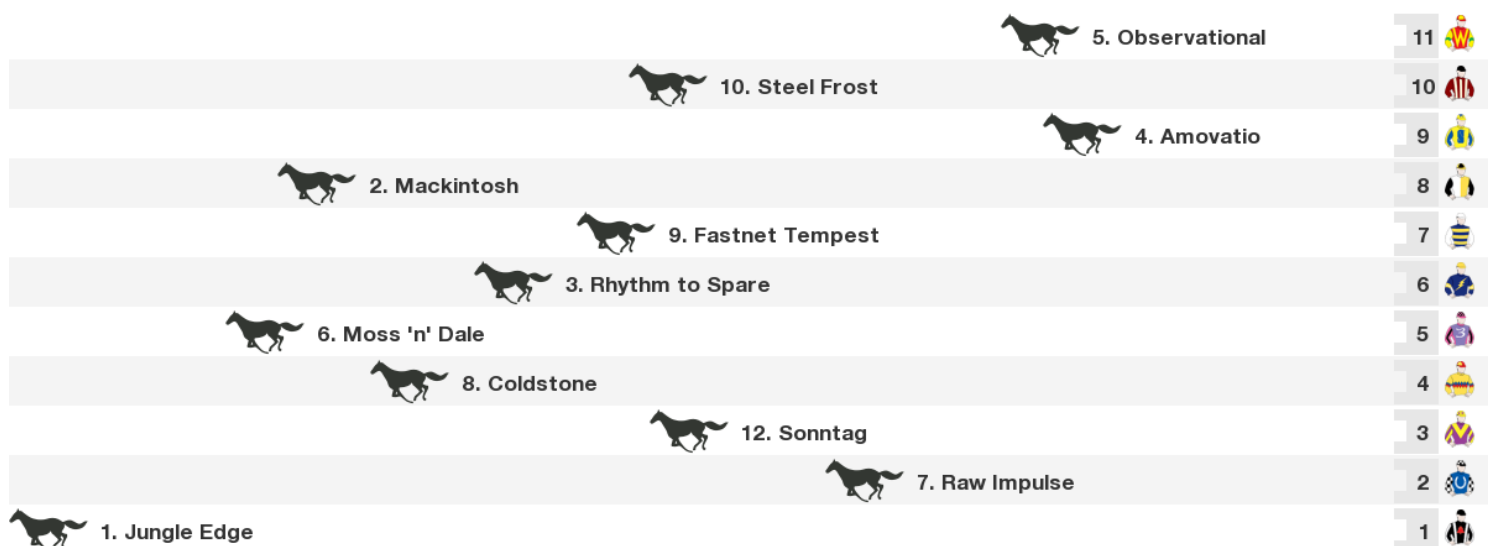 5. Observational 11
10. Steel Frost 10
4. Amovatio 9
2. Mackintosh 8
9. Fastnet Tempest 7
3. Rhythm to Spare 6
6. Moss 'n' Dale 5
8. Coldstone 4
12. Sonntag 3
7. Raw Impulse 2
1. Jungle Edge 1